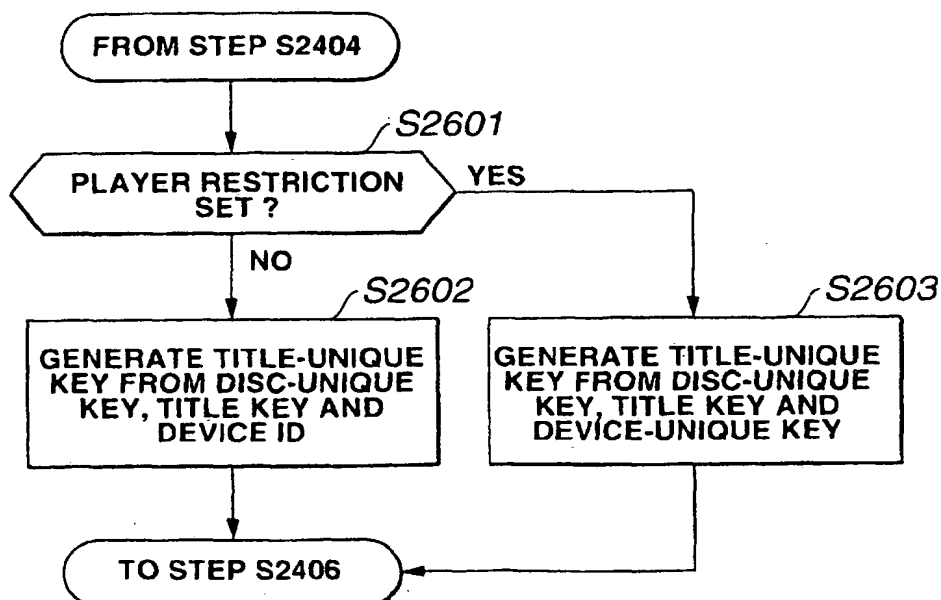 FROM STEP S2404
S2601
PLAYER RESTRICTION
SET ?
YES
NO
S2602
GENERATE TITLE-UNIQUE
KEY FROM DISC-UNIQUE
KEY, TITLE KEY AND
DEVICE ID
S2603
GENERATE TITLE-UNIQUE
KEY FROM DISC-UNIQUE
KEY, TITLE KEY AND
DEVICE-UNIQUE KEY
TO STEP S2406